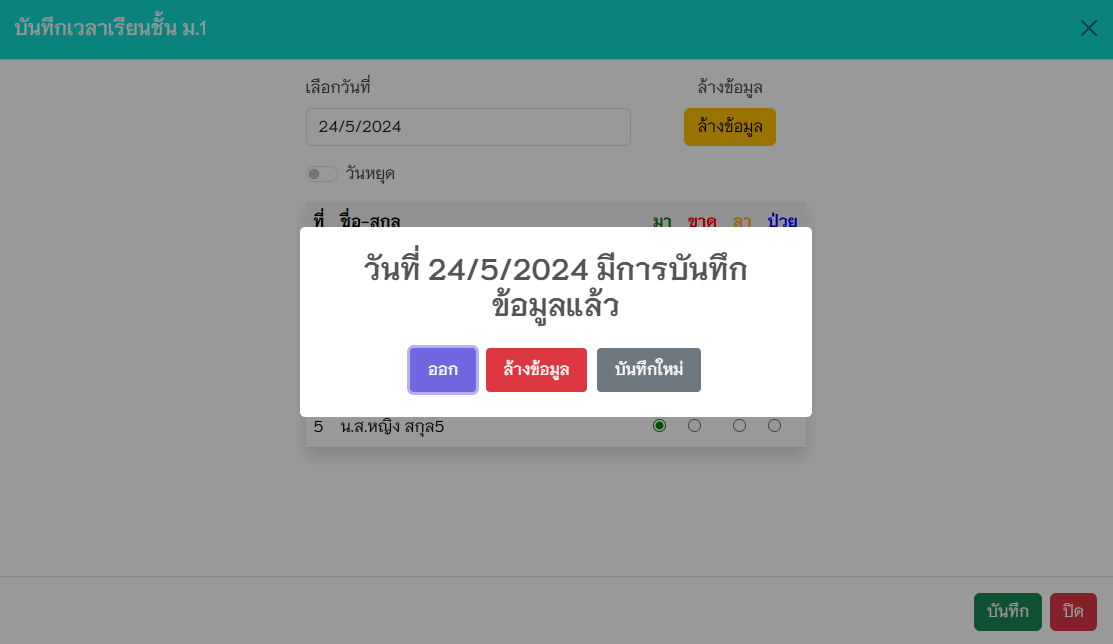 บันทึกเวลาเรียนชั้น ม.1
เลือกวันที่ ล้างข้อมูล
24/5/2024 ล้างข้อมูล
วันหยุด
ที่ ชื่อ-สกุล มา ขาด ลา ป่วย
วันที่ 24/5/2024 มีการบันทึก
ข้อมูลแล้ว
ออก ล้างข้อมูล บันทึกใหม่
5 น.ส.หญิง สกุล5
บันทึก ปิด